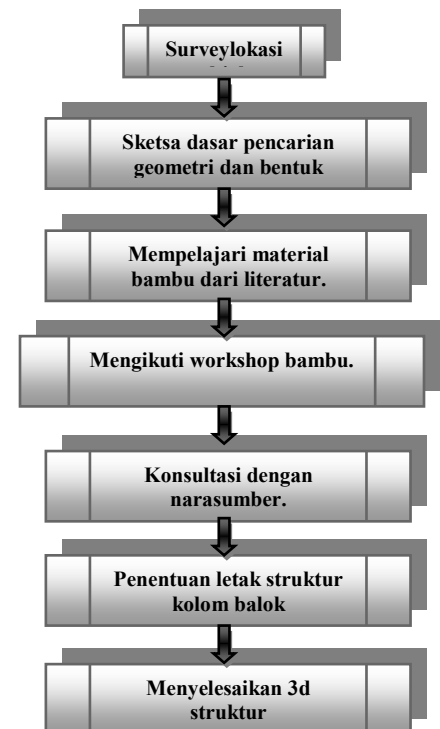 Surveylokasi
Sketsa dasar pencarian
geometri dan bentuk
Mempelajari material
bambu dari literatur.
Mengikuti workshop bambu.
Konsultasi dengan
narasumber.
Penentuan letak struktur
kolom balok
Menyelesaikan 3d
struktur